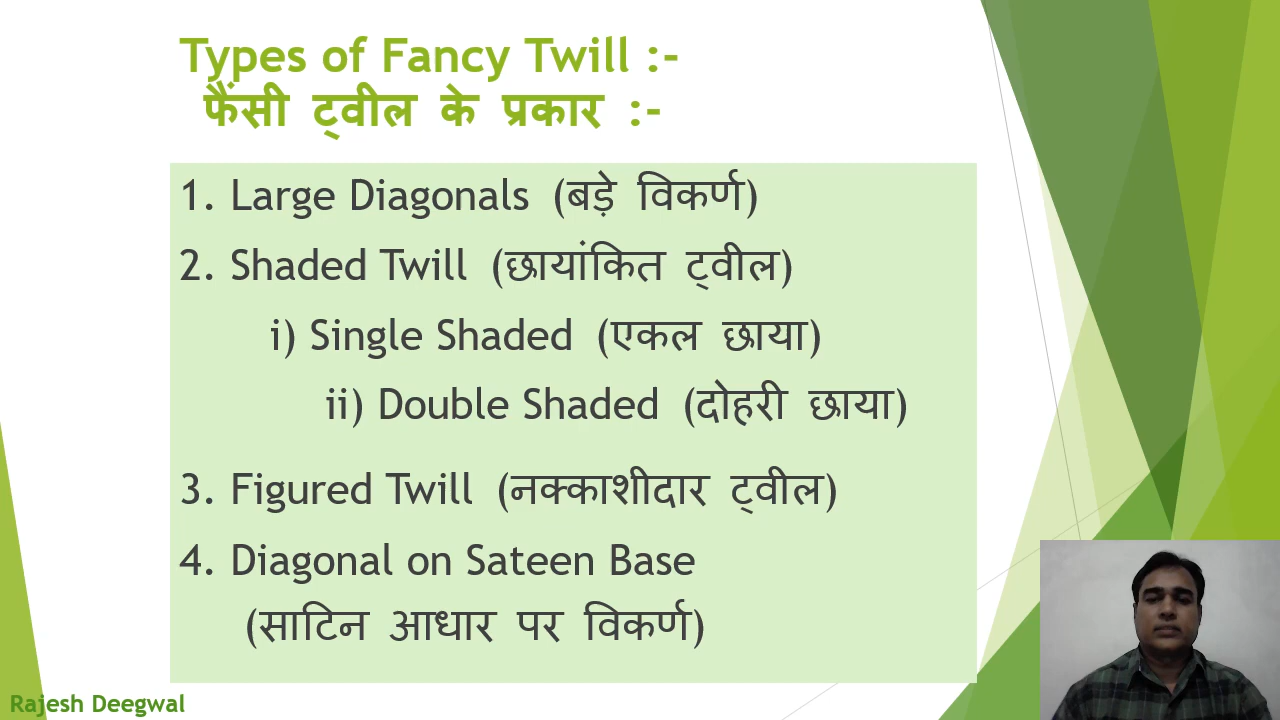 Types of Fancy Twill :-
फैंसी ट्वील के प्रकार :-
1. Large Diagonals (बड़े विकर्ण)
2. Shaded Twill (छायांकित ट्वील)
i) Single Shaded (एकल छाया)
ii) Double Shaded (दोहरी छाया)
3. Figured Twill (नक्काशीदार ट्वील)
4. Diagonal on Sateen Base
(साटिन आधार पर विकर्ण)
Rajesh Deegwal